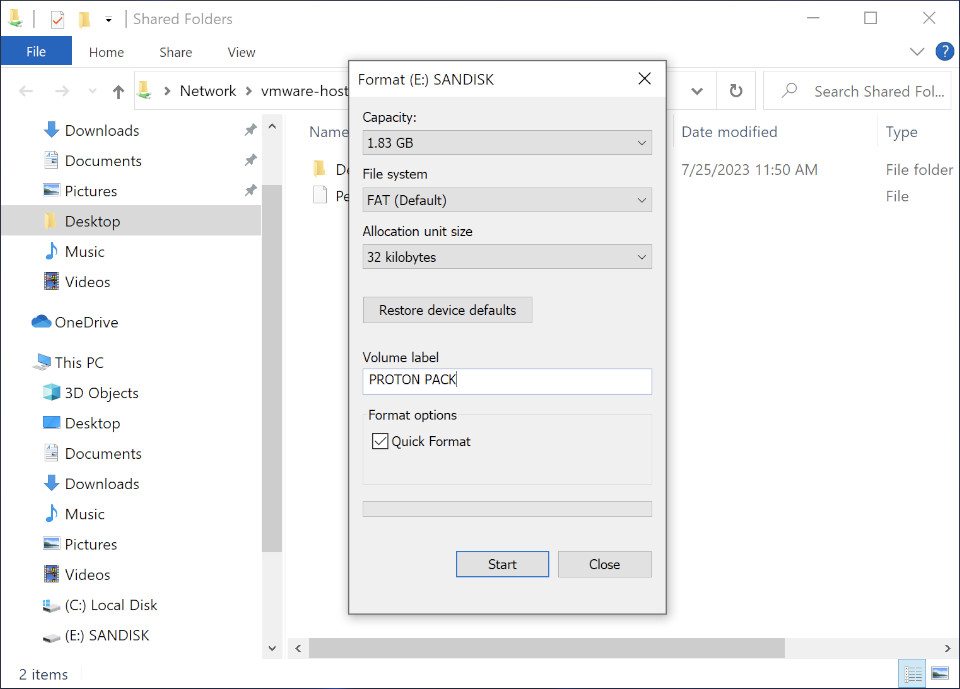 Shared Folders
File
Home
Share
View
?
Network
vmware-host
Search Shared Fol...
Downloads
Documents
Pictures
Desktop
Music
Videos
OneDrive
This PC
3D Objects
Desktop
Documents
Downloads
Music
Pictures
Videos
(C:) Local Disk
(E:) SANDISK
Name
Date modified
Type
De
7/25/2023 11:50 AM
File folder
Pe
File
Format (E:) SANDISK
Capacity:
1.83 GB
File system
FAT (Default)
Allocation unit size
32 kilobytes
Restore device defaults
Volume label
PROTON PACK
Format options
Quick Format
Start
Close
2 items